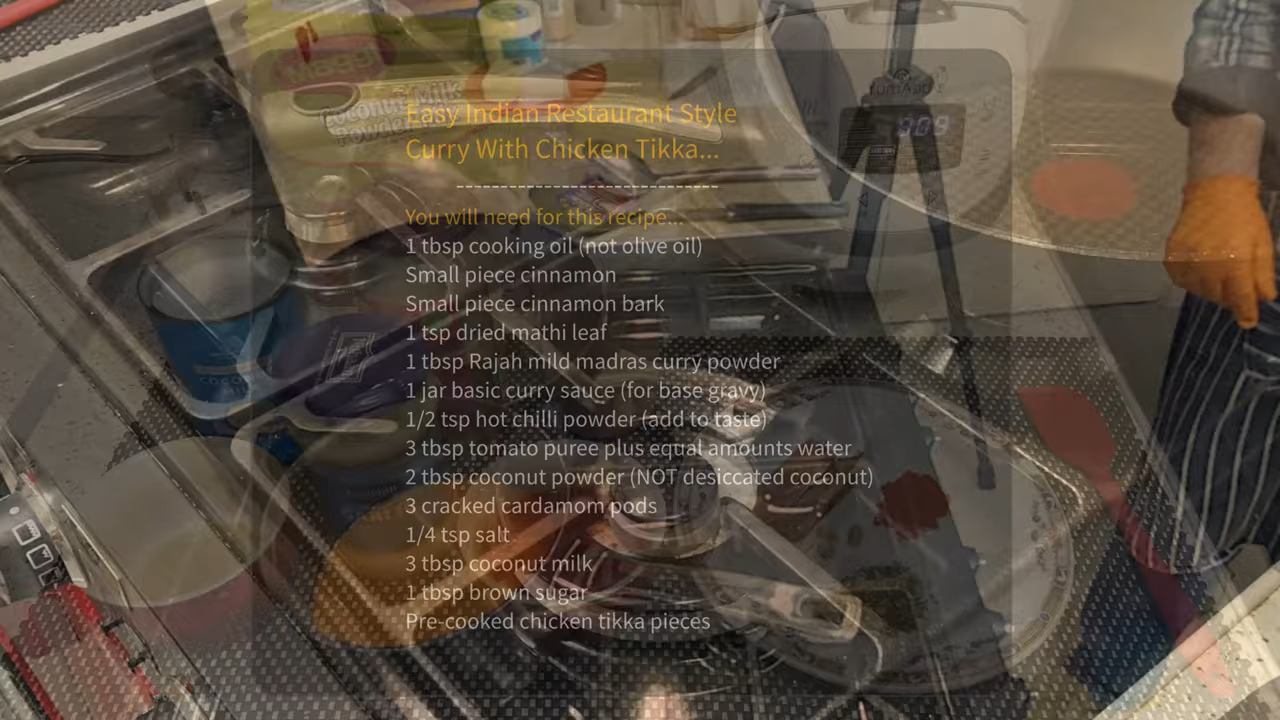 Maggi
Coconut Milk
Powder
Easy Indian Restaurant Style
Curry With Chicken Tikka...
----------------------------
You will need for this recipe...
1 tbsp cooking oil (not olive oil)
Small piece cinnamon
Small piece cinnamon bark
1 tsp dried mathi leaf
1 tbsp Rajah mild madras curry powder
1 jar basic curry sauce (for base gravy)
1/2 tsp hot chilli powder (add to taste)
3 tbsp tomato puree plus equal amounts water
2 tbsp coconut powder (NOT desiccated coconut)
3 cracked cardamom pods
1/4 tsp salt
3 tbsp coconut milk
1 tbsp brown sugar
Pre-cooked chicken tikka pieces